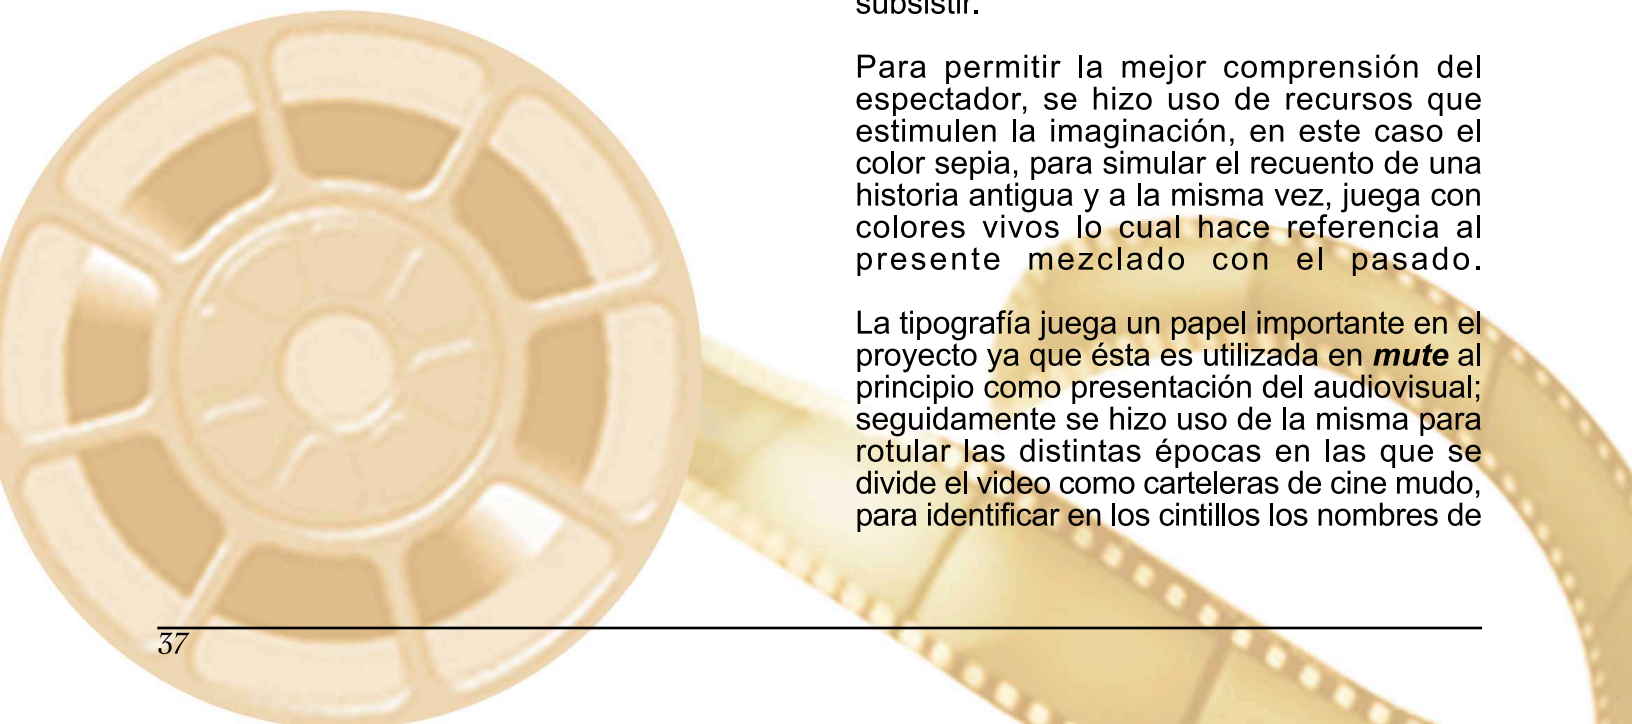 subsistir.
Para permitir la mejor comprensión del
espectador, se hizo uso de recursos que
estimulen la imaginación, en este caso el
color sepia, para simular el recuento de una
historia antigua y a la misma vez, juega con
colores vivos lo cual hace referencia al
presente mezclado con el pasado.
La tipografía juega un papel importante en el
proyecto ya que ésta es utilizada en mute al
principio como presentación del audiovisual;
seguidamente se hizo uso de la misma para
rotular las distintas épocas en las que se
divide el video como carteleras de cine mudo,
para identificar en los cintillos los nombres de
37